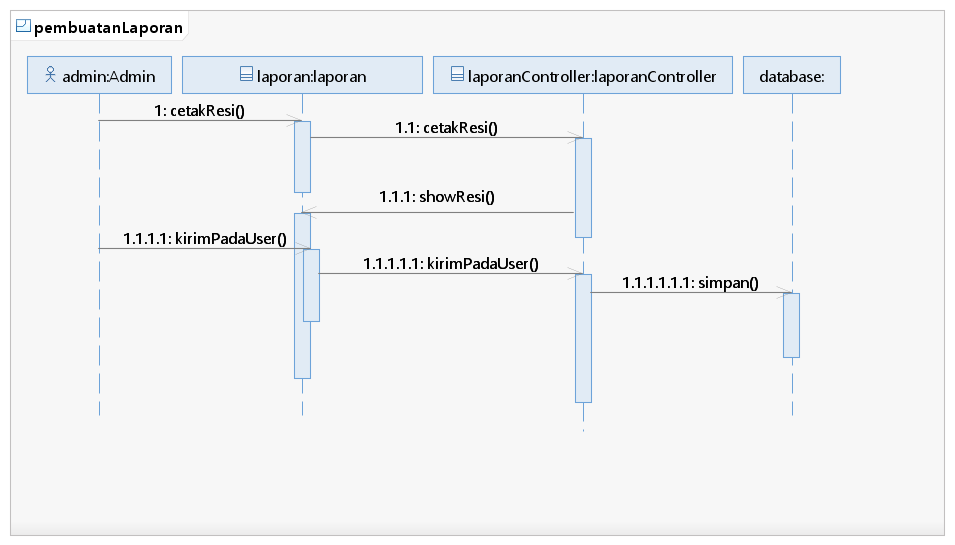 pembuatanLaporan
admin:Admin
laporan:laporan
laporanController:laporanController
database:
1: cetakResi()
1.1: cetakResi()
1.1.1: showResi()
1.1.1.1: kirimPadaUser()
1.1.1.1.1: kirimPadaUser()
1.1.1.1.1.1: simpan()